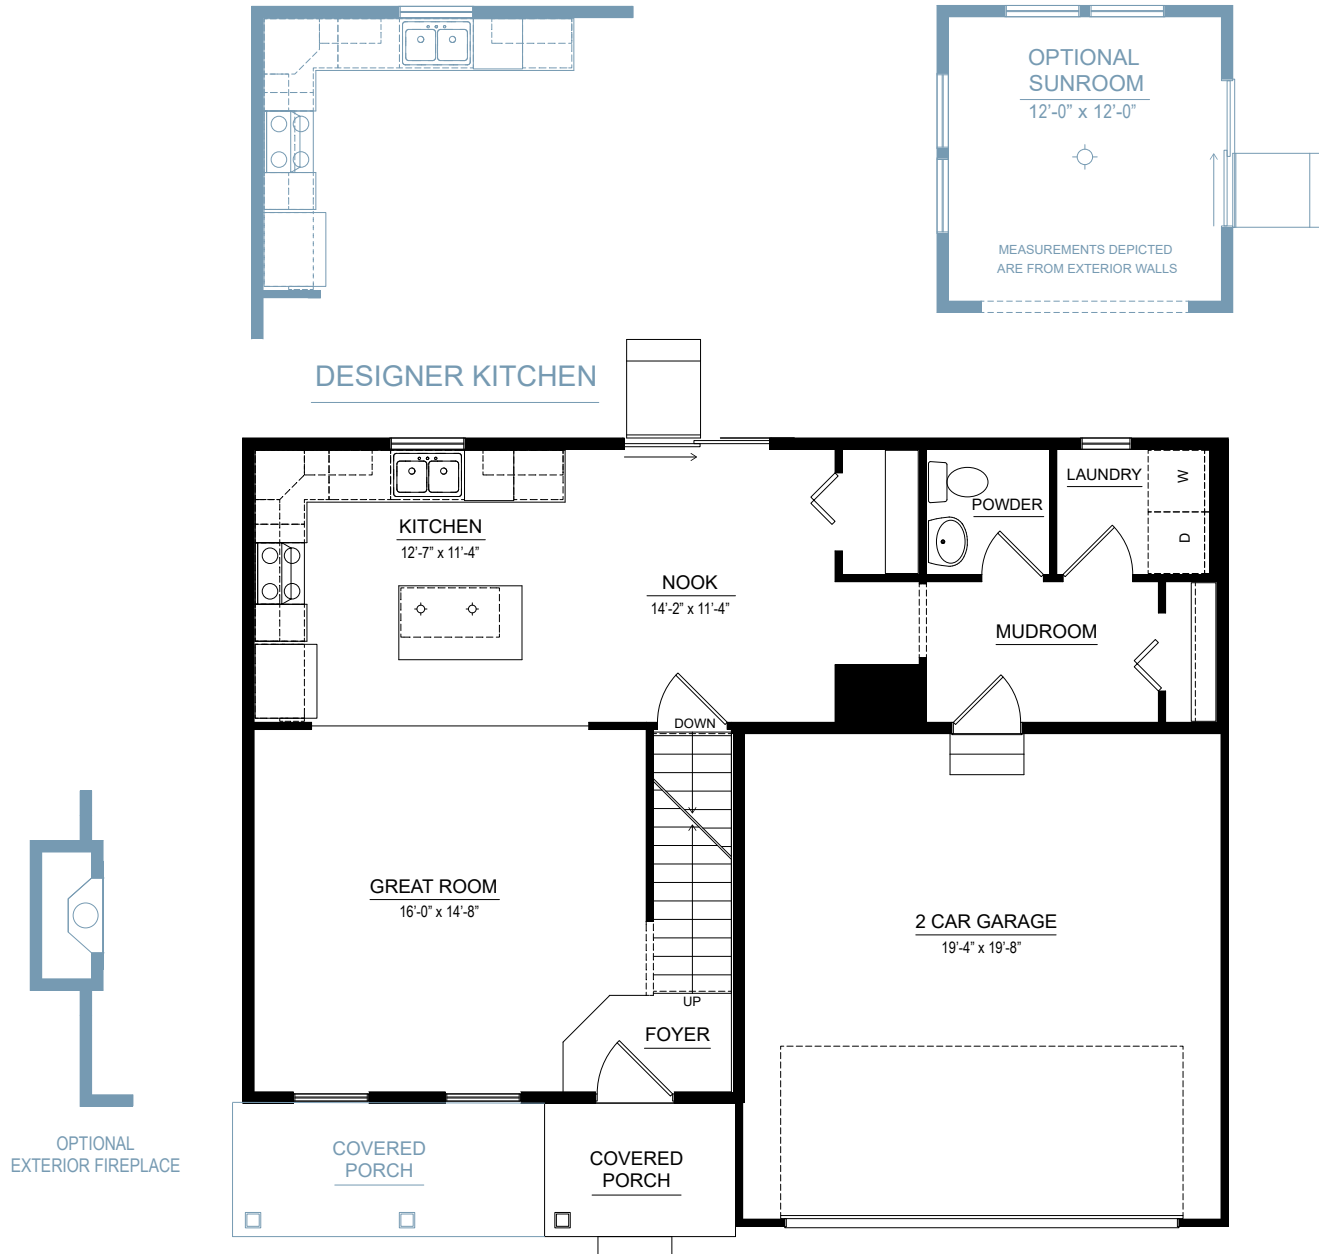 OPTIONAL
SUNROOM
12'-0" x 12'-0"
MEASUREMENTS DEPICTED
ARE FROM EXTERIOR WALLS
DESIGNER KITCHEN
KITCHEN
12'-7" x 11'-4"
NOOK
14'-2" x 11'-4"
POWDER
LAUNDRY
W
D
MUDROOM
DOWN
GREAT ROOM
16'-0" x 14'-8"
2 CAR GARAGE
19'-4" x 19'-8"
UP
FOYER
OPTIONAL
EXTERIOR FIREPLACE
COVERED
PORCH
COVERED
PORCH